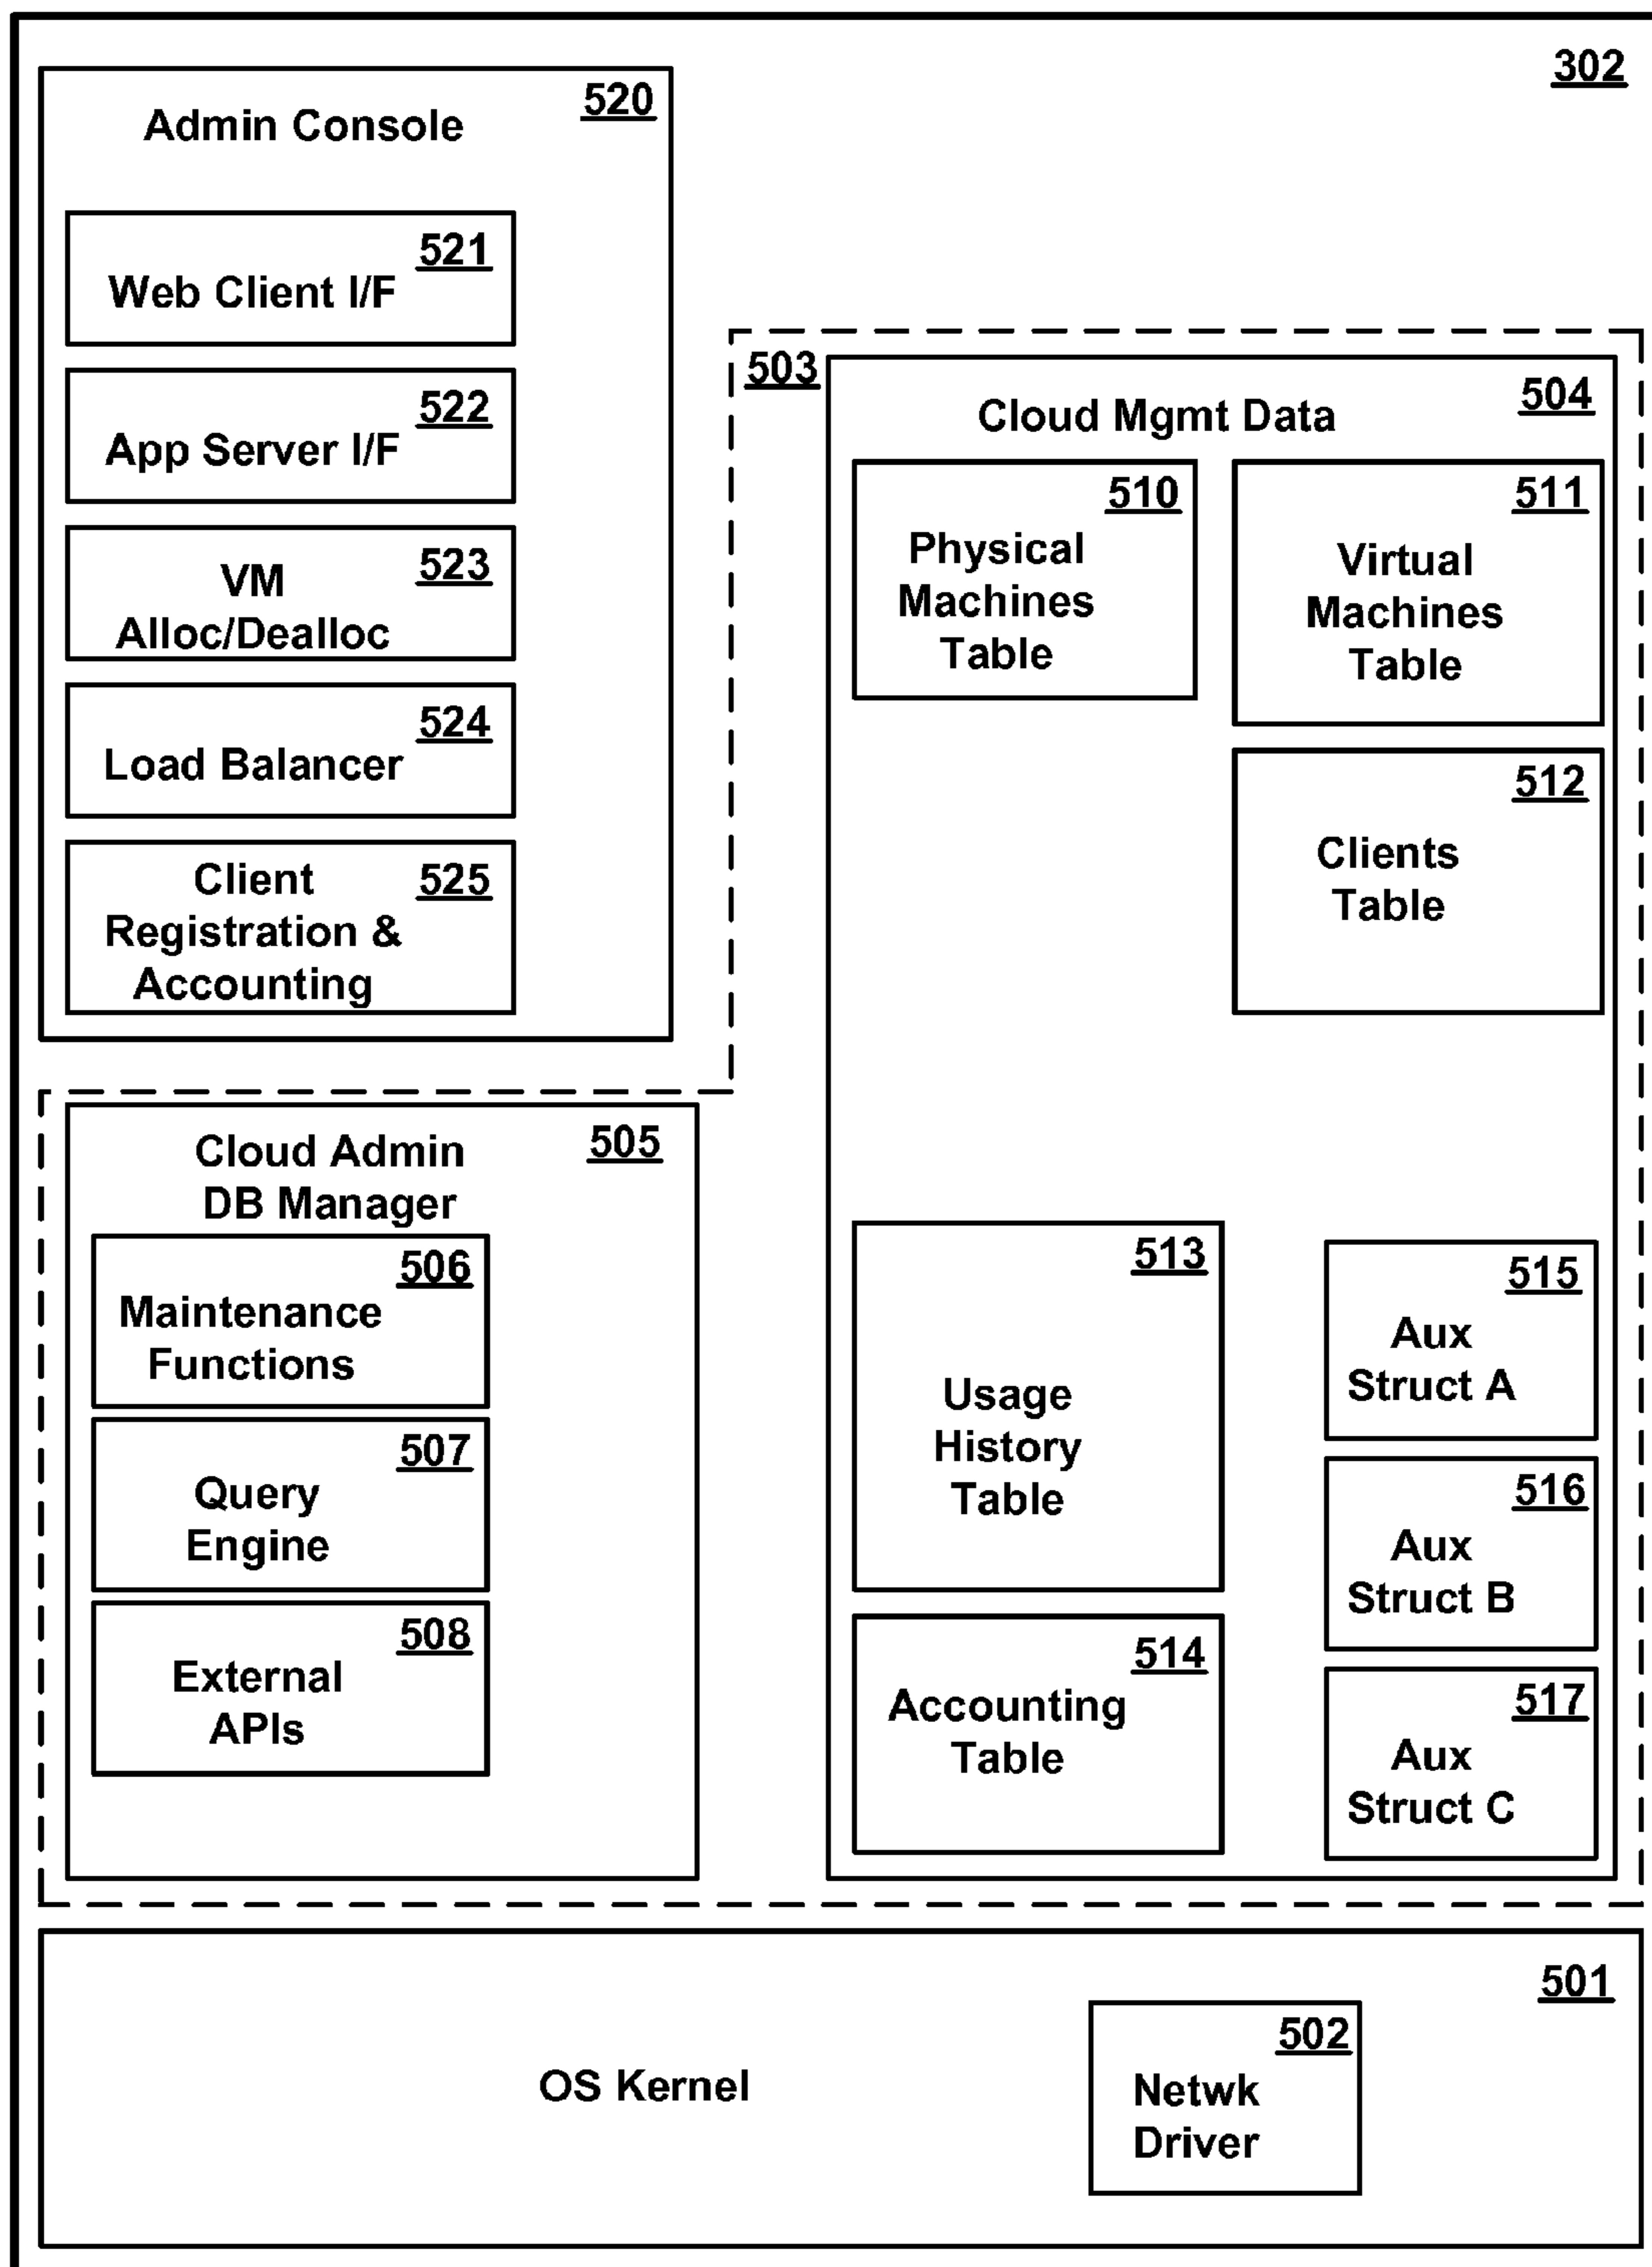 302
520
Admin Console
521
Web Client I/F
522
App Server I/F
523
VM
Alloc/Dealloc
524
Load Balancer
525
Client
Registration &
Accounting
503
504
Cloud Mgmt Data
510
Physical
Machines
Table
511
Virtual
Machines
Table
512
Clients
Table
505
Cloud Admin
DB Manager
506
Maintenance
Functions
507
Query
Engine
508
External
APIs
513
Usage
History
Table
514
Accounting
Table
515
Aux
Struct A
516
Aux
Struct B
517
Aux
Struct C
501
OS Kernel
502
Netwk
Driver